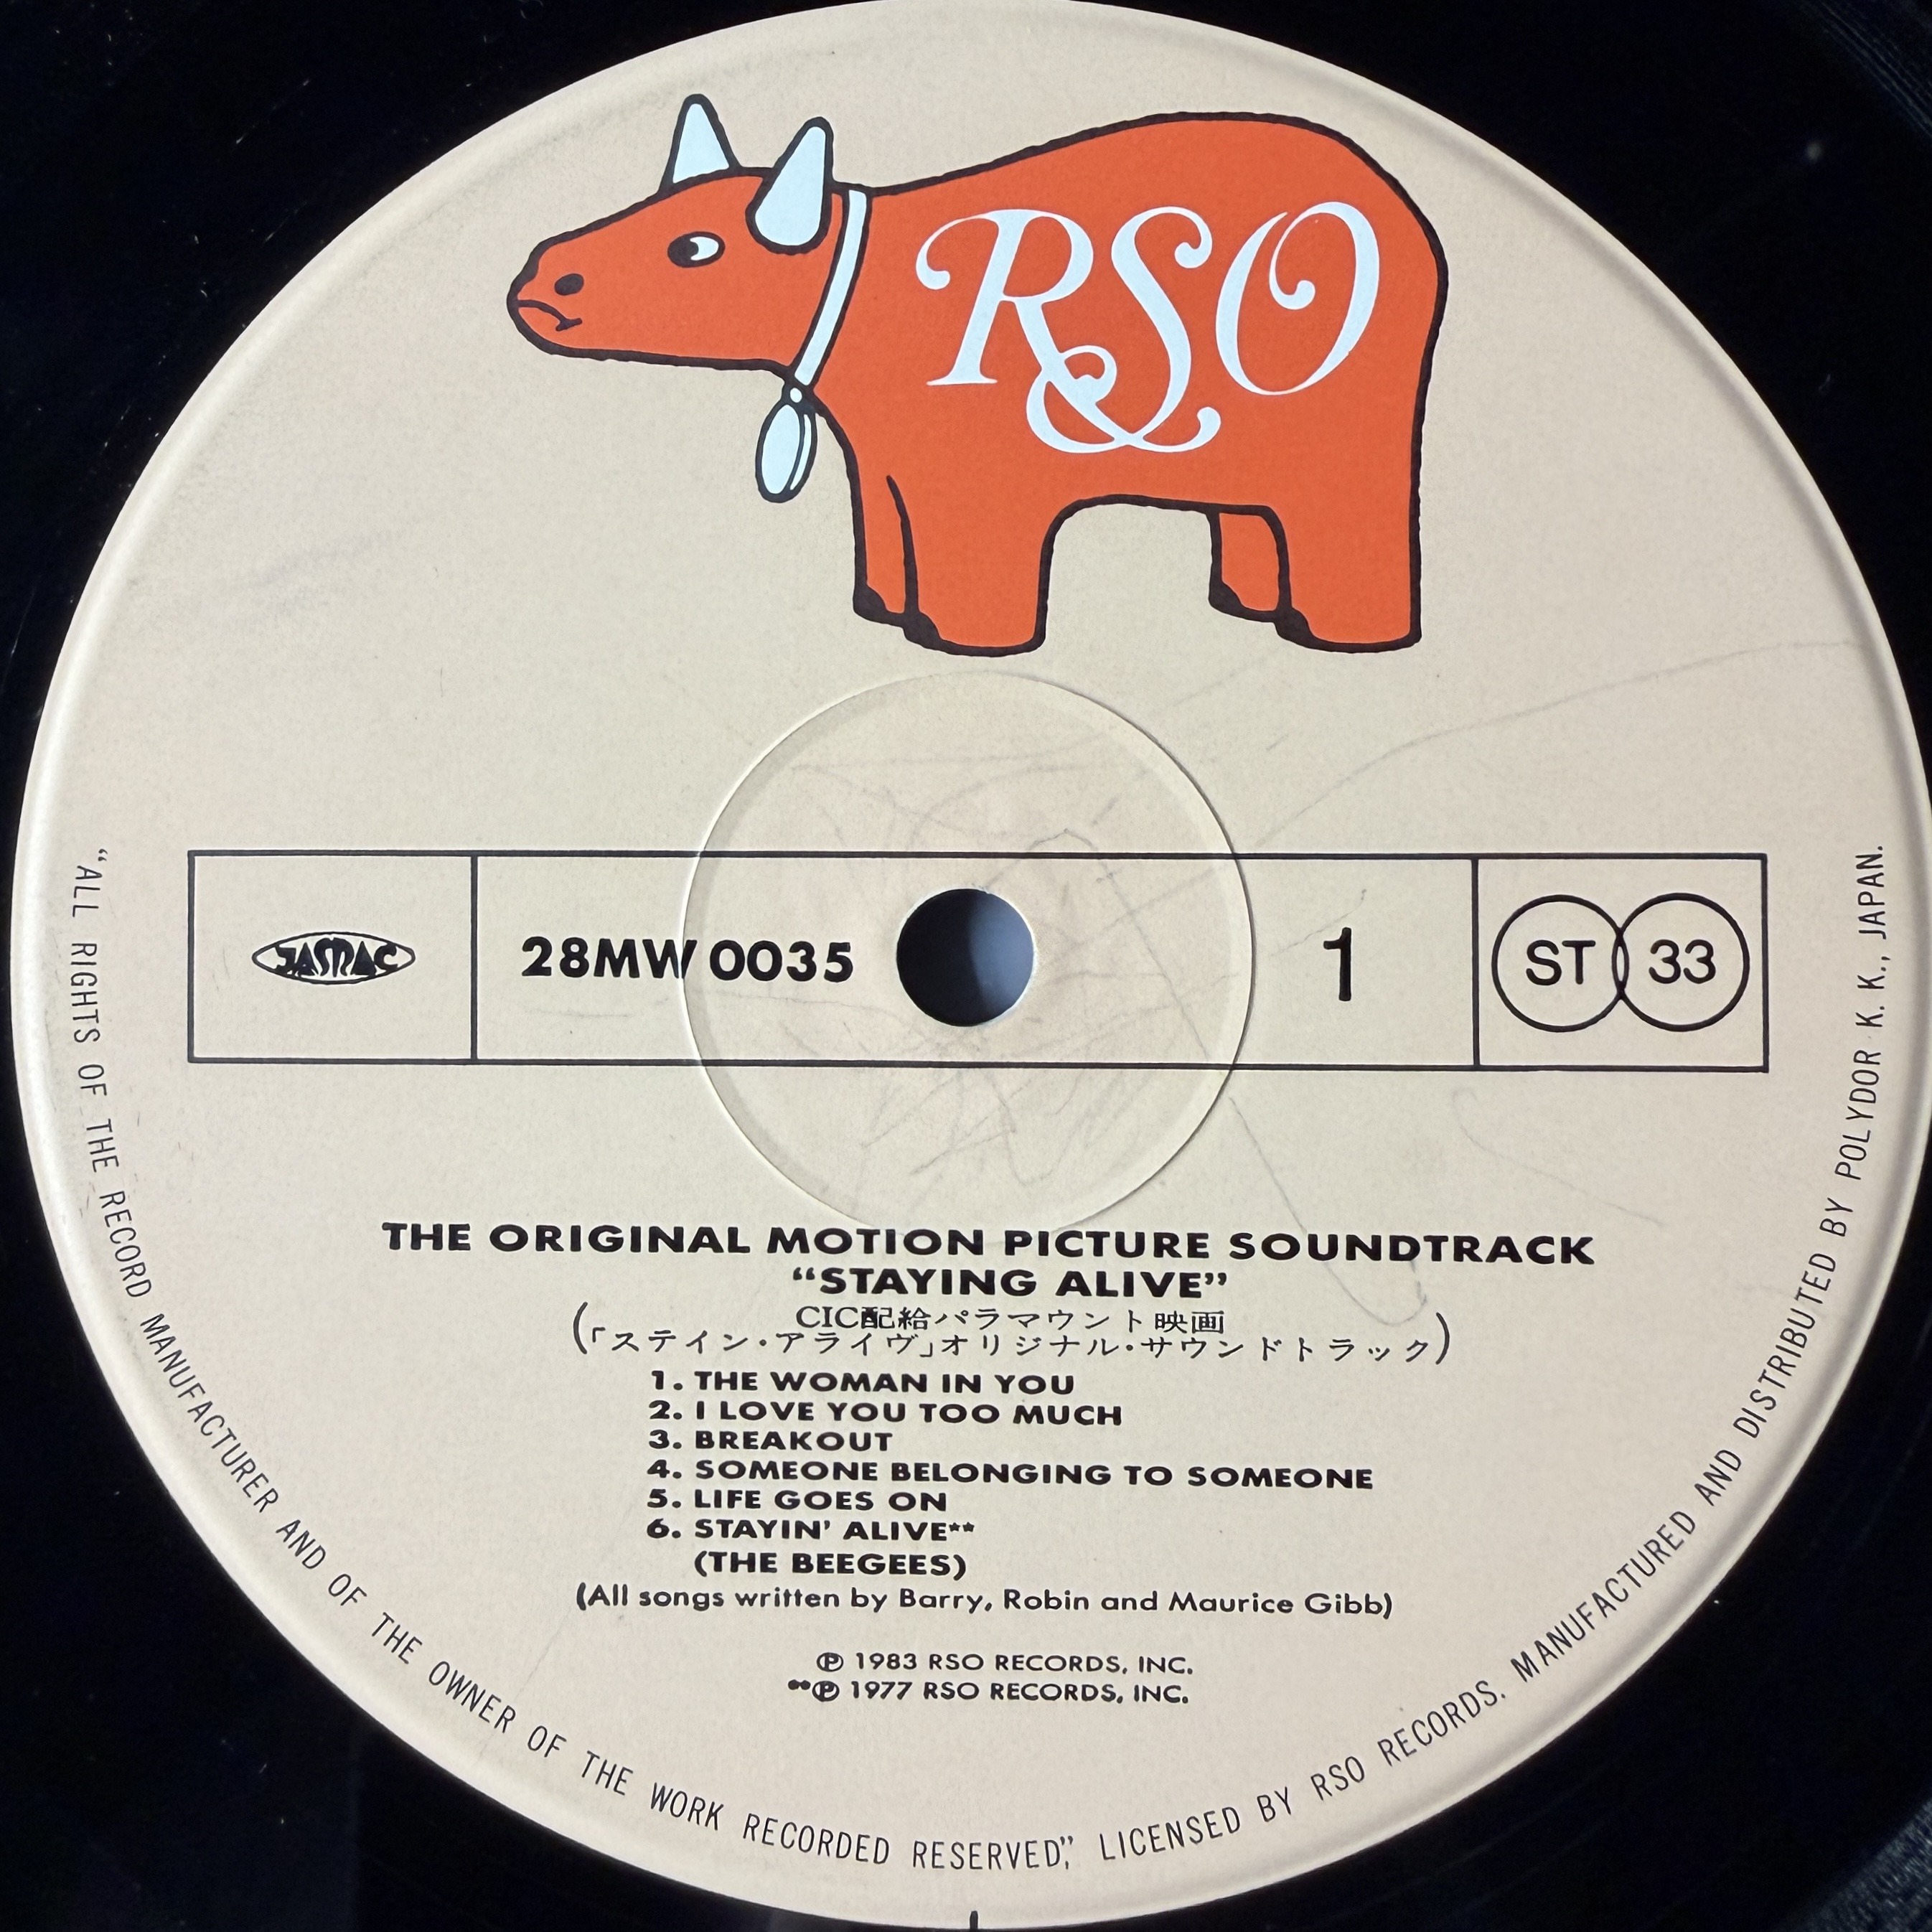 RSO
JASRAC
28MW 0035
1
ST 33
THE ORIGINAL MOTION PICTURE SOUNDTRACK
“STAYING ALIVE”
CIC配給パラマウント映画
(「ステイン・アライヴ」オリジナル・サウンドトラック)
1. THE WOMAN IN YOU
2. I LOVE YOU TOO MUCH
3. BREAKOUT
4. SOMEONE BELONGING TO SOMEONE
5. LIFE GOES ON
6. STAYIN’ ALIVE**
(THE BEEGEES)
(All songs written by Barry, Robin and Maurice Gibb)
℗ 1983 RSO RECORDS, INC.
**℗ 1977 RSO RECORDS, INC.
“ALL RIGHTS OF THE RECORD MANUFACTURER AND OF THE OWNER OF THE WORK RECORDED RESERVED”, LICENSED BY RSO RECORDS. MANUFACTURED AND DISTRIBUTED BY POLYDOR K. K., JAPAN.